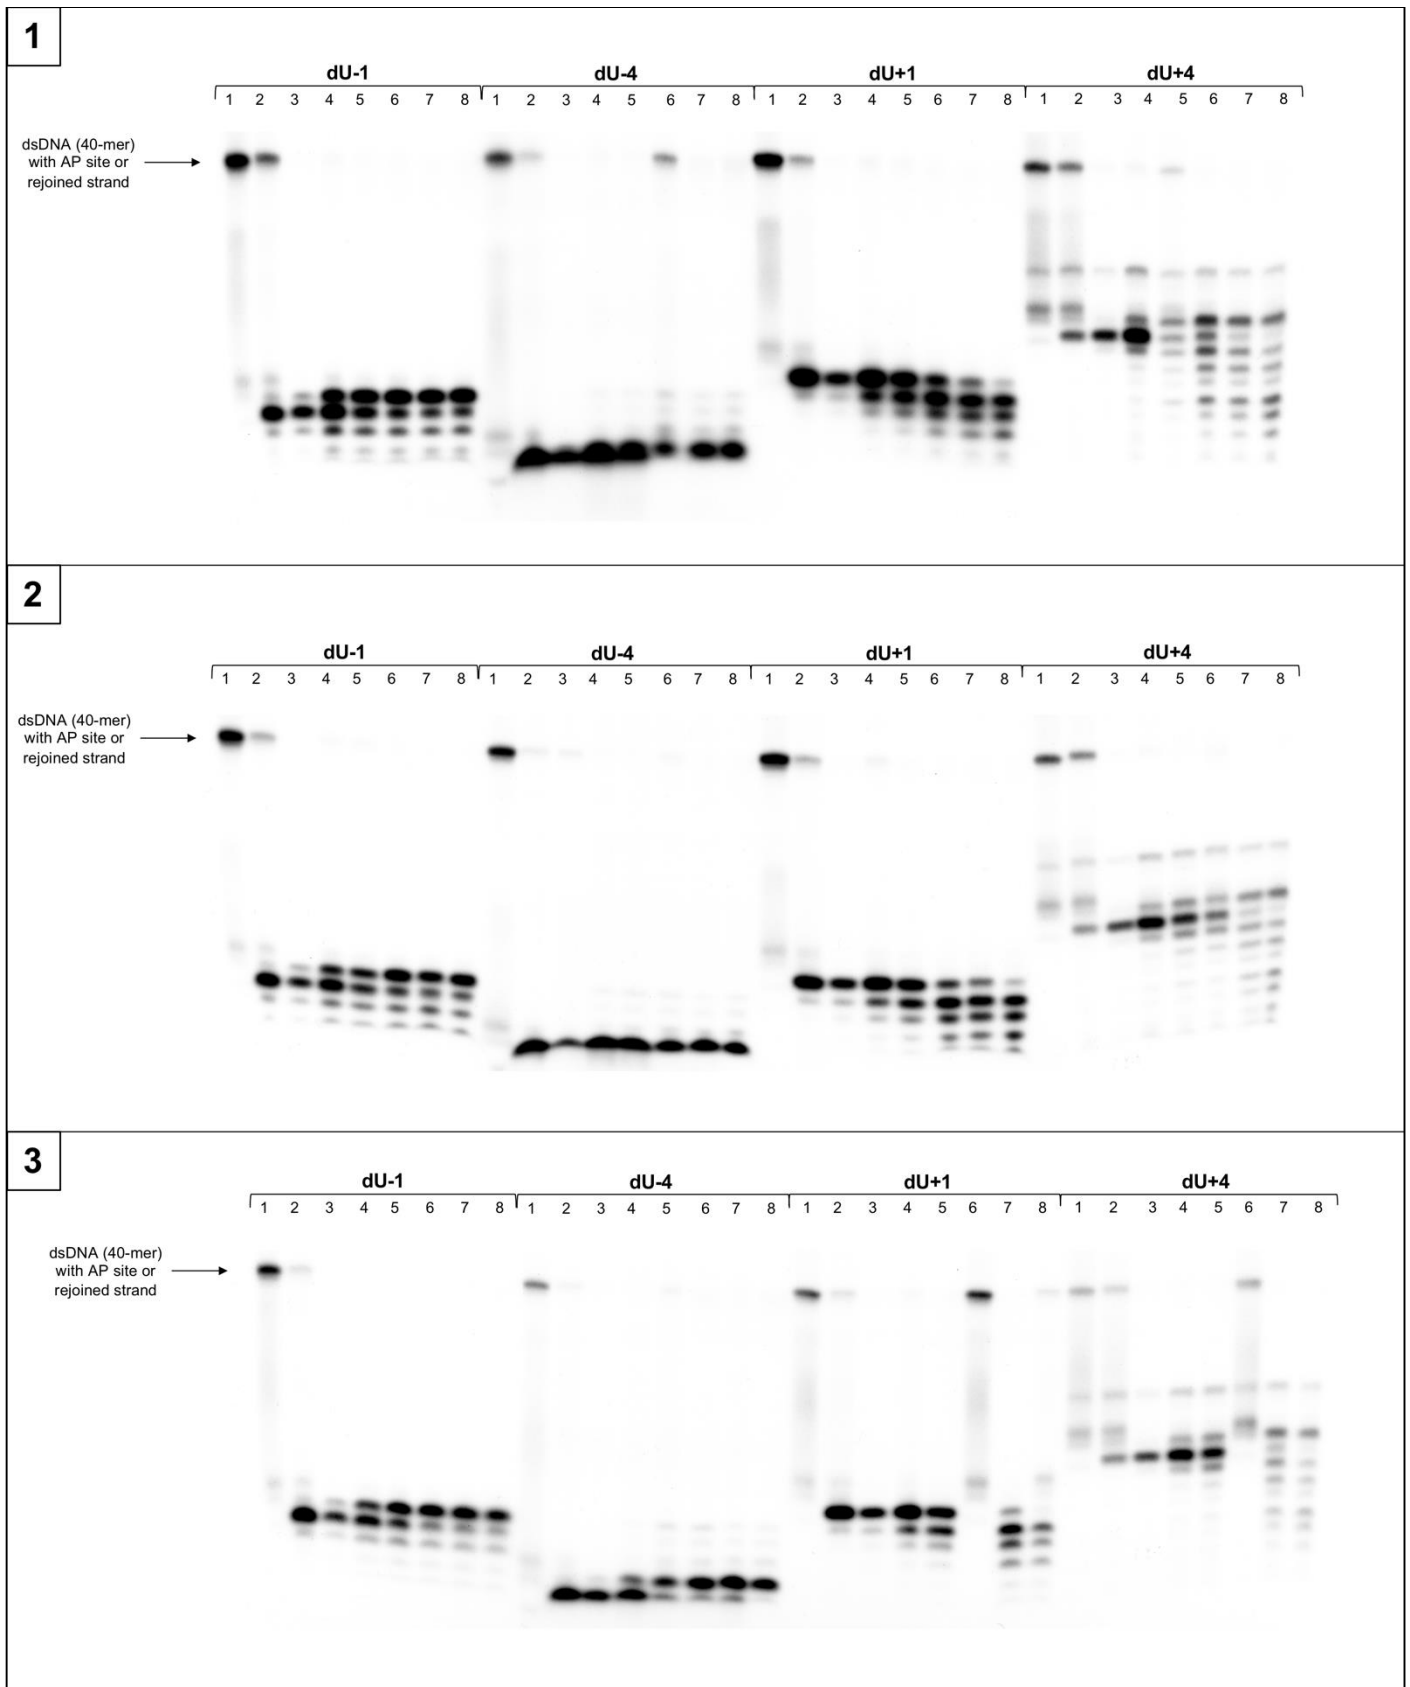 1
dU-1 dU-4 dU+1 dU+4
1 2 3 4 5 6 7 8 1 2 3 4 5 6 7 8 1 2 3 4 5 6 7 8 1 2 3 4 5 6 7 8
dsDNA (40-mer)
with AP site or
rejoined strand
2
dU-1 dU-4 dU+1 dU+4
1 2 3 4 5 6 7 8 1 2 3 4 5 6 7 8 1 2 3 4 5 6 7 8 1 2 3 4 5 6 7 8
dsDNA (40-mer)
with AP site or
rejoined strand
3
dU-1 dU-4 dU+1 dU+4
1 2 3 4 5 6 7 8 1 2 3 4 5 6 7 8 1 2 3 4 5 6 7 8 1 2 3 4 5 6 7 8
dsDNA (40-mer)
with AP site or
rejoined strand